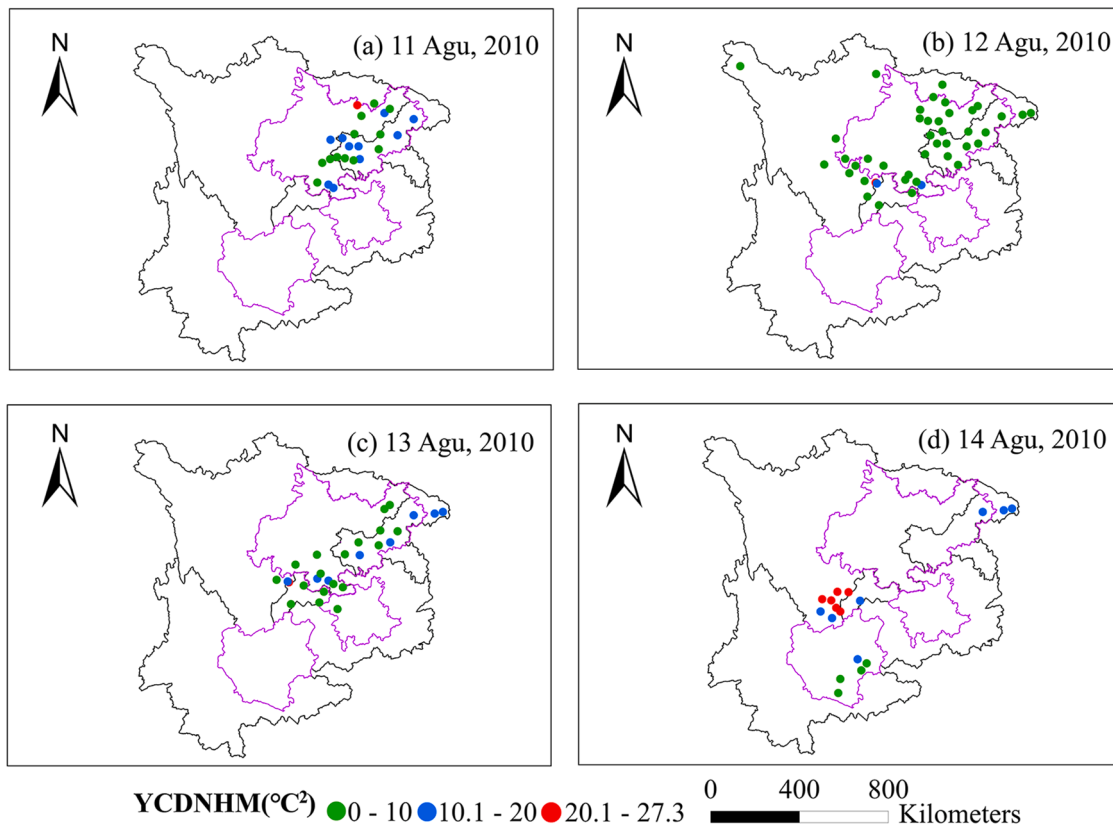 N
(a) 11 Agu, 2010
N
(b) 12 Agu, 2010
N
(c) 13 Agu, 2010
N
(d) 14 Agu, 2010
YCDNHM(°C²) 0 - 10 10.1 - 20 20.1 - 27.3
0 400 800
Kilometers